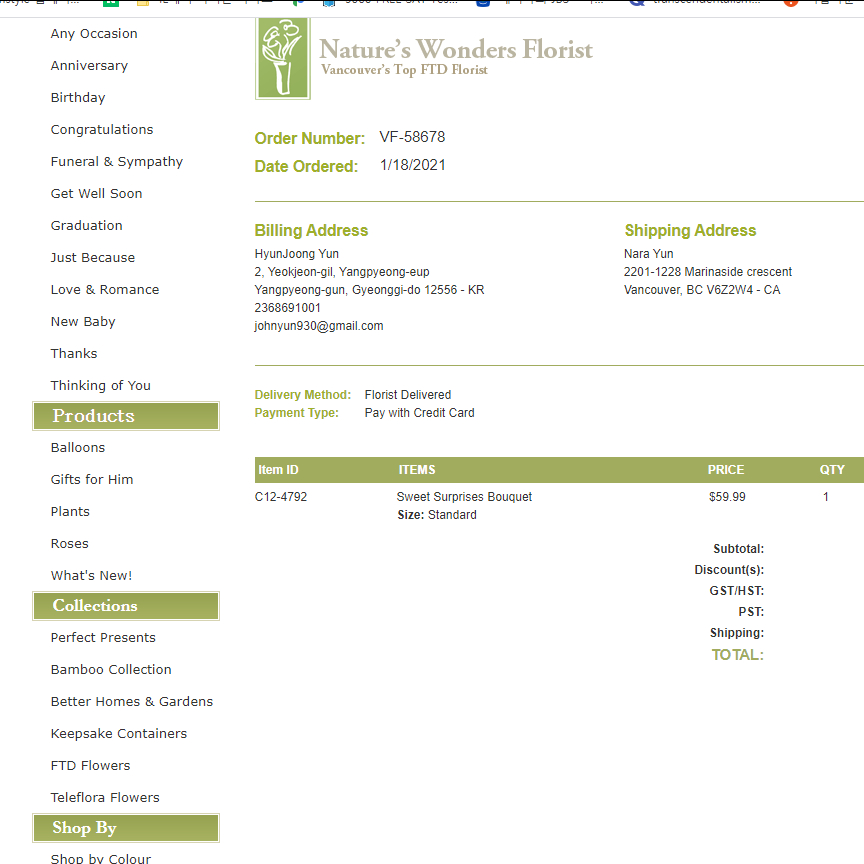 Any Occasion
Anniversary
Birthday
Congratulations
Funeral & Sympathy
Get Well Soon
Graduation
Just Because
Love & Romance
New Baby
Thanks
Thinking of You
Products
Balloons
Gifts for Him
Plants
Roses
What's New!
Collections
Perfect Presents
Bamboo Collection
Better Homes & Gardens
Keepsake Containers
FTD Flowers
Teleflora Flowers
Shop By
Shop by Colour
Nature's Wonders Florist
Vancouver's Top FTD Florist
Order Number: VF-58678
Date Ordered: 1/18/2021
Billing Address
HyunJoong Yun
2, Yeokjeon-gil, Yangpyeong-eup
Yangpyeong-gun, Gyeonggi-do 12556 - KR
2368691001
johnyun930@gmail.com
Shipping Address
Nara Yun
2201-1228 Marinaside crescent
Vancouver, BC V6Z2W4 - CA
Delivery Method: Florist Delivered
Payment Type: Pay with Credit Card
Item ID ITEMS PRICE QTY
C12-4792 Sweet Surprises Bouquet $59.99 1
Size: Standard
Subtotal:
Discount(s):
GST/HST:
PST:
Shipping:
TOTAL: